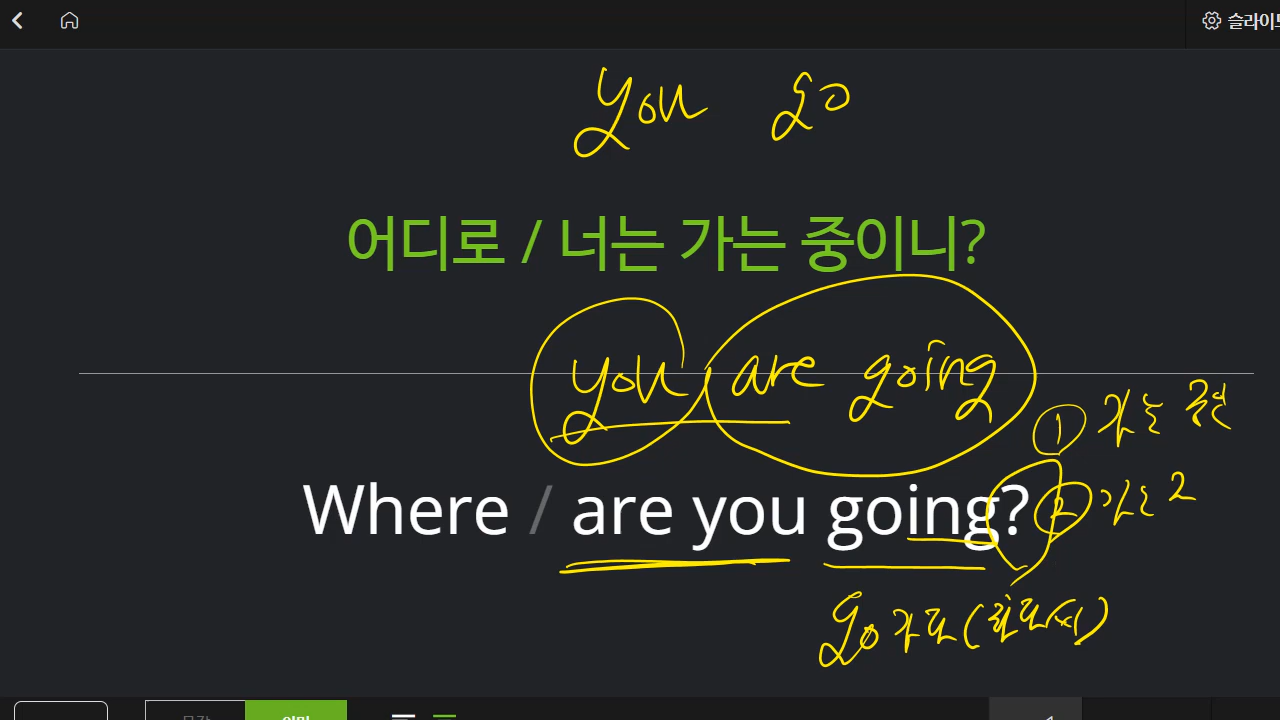 슬라이드
you go
어디로 / 너는 가는 중이니?
you, are going
① 가는 중인
Where / are you going?
② 가는 2
go 가다